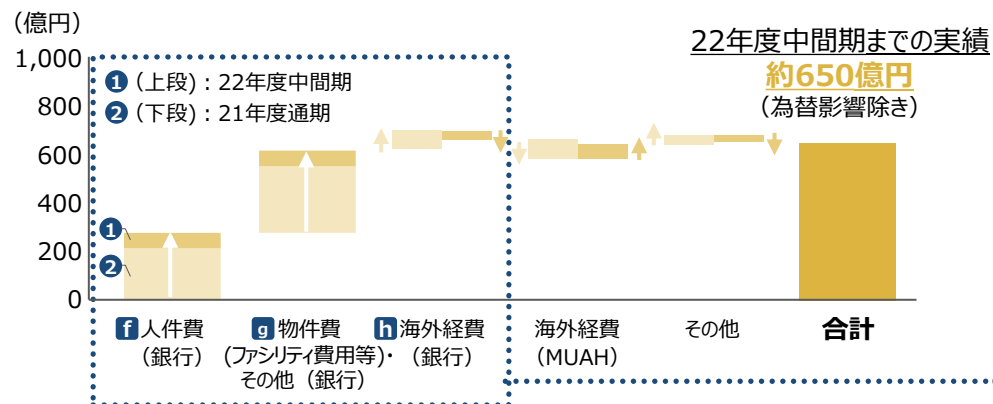 （億円）
22年度中間期までの実績
約650億円
（為替影響除き）
1,000
800
600
400
200
0
❶（上段）：22年度中間期
❷（下段）：21年度通期
❶
❷
f 人件費
（銀行）
g 物件費
（ファシリティ費用等）・
その他（銀行）
h 海外経費
（銀行）
海外経費
（MUAH）
その他
合計